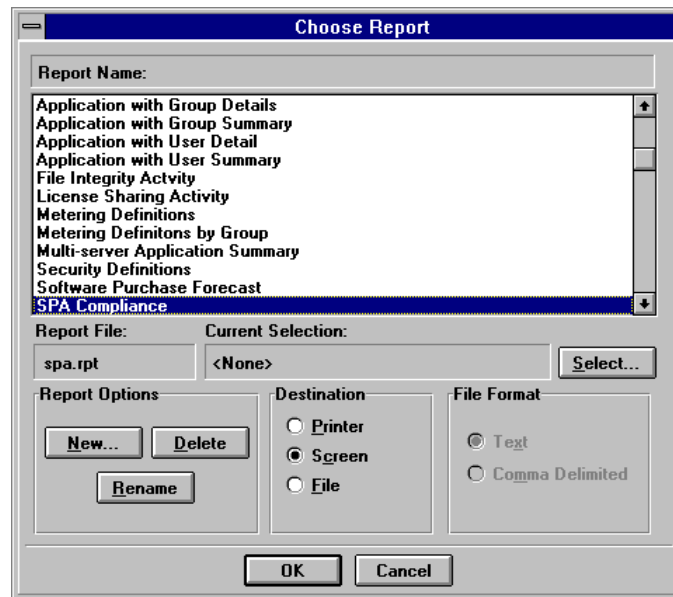 Choose Report
Report Name:
Application with Group Details
Application with Group Summary
Application with User Detail
Application with User Summary
File Integrity Actvity
License Sharing Activity
Metering Definitions
Metering Definitons by Group
Multi-server Application Summary
Security Definitions
Software Purchase Forecast
SPA Compliance
Report File: Current Selection:
spa.rpt <None> Select...
Report Options Destination File Format
New... Delete Rename
Printer
Screen
File
Text
Comma Delimited
OK Cancel